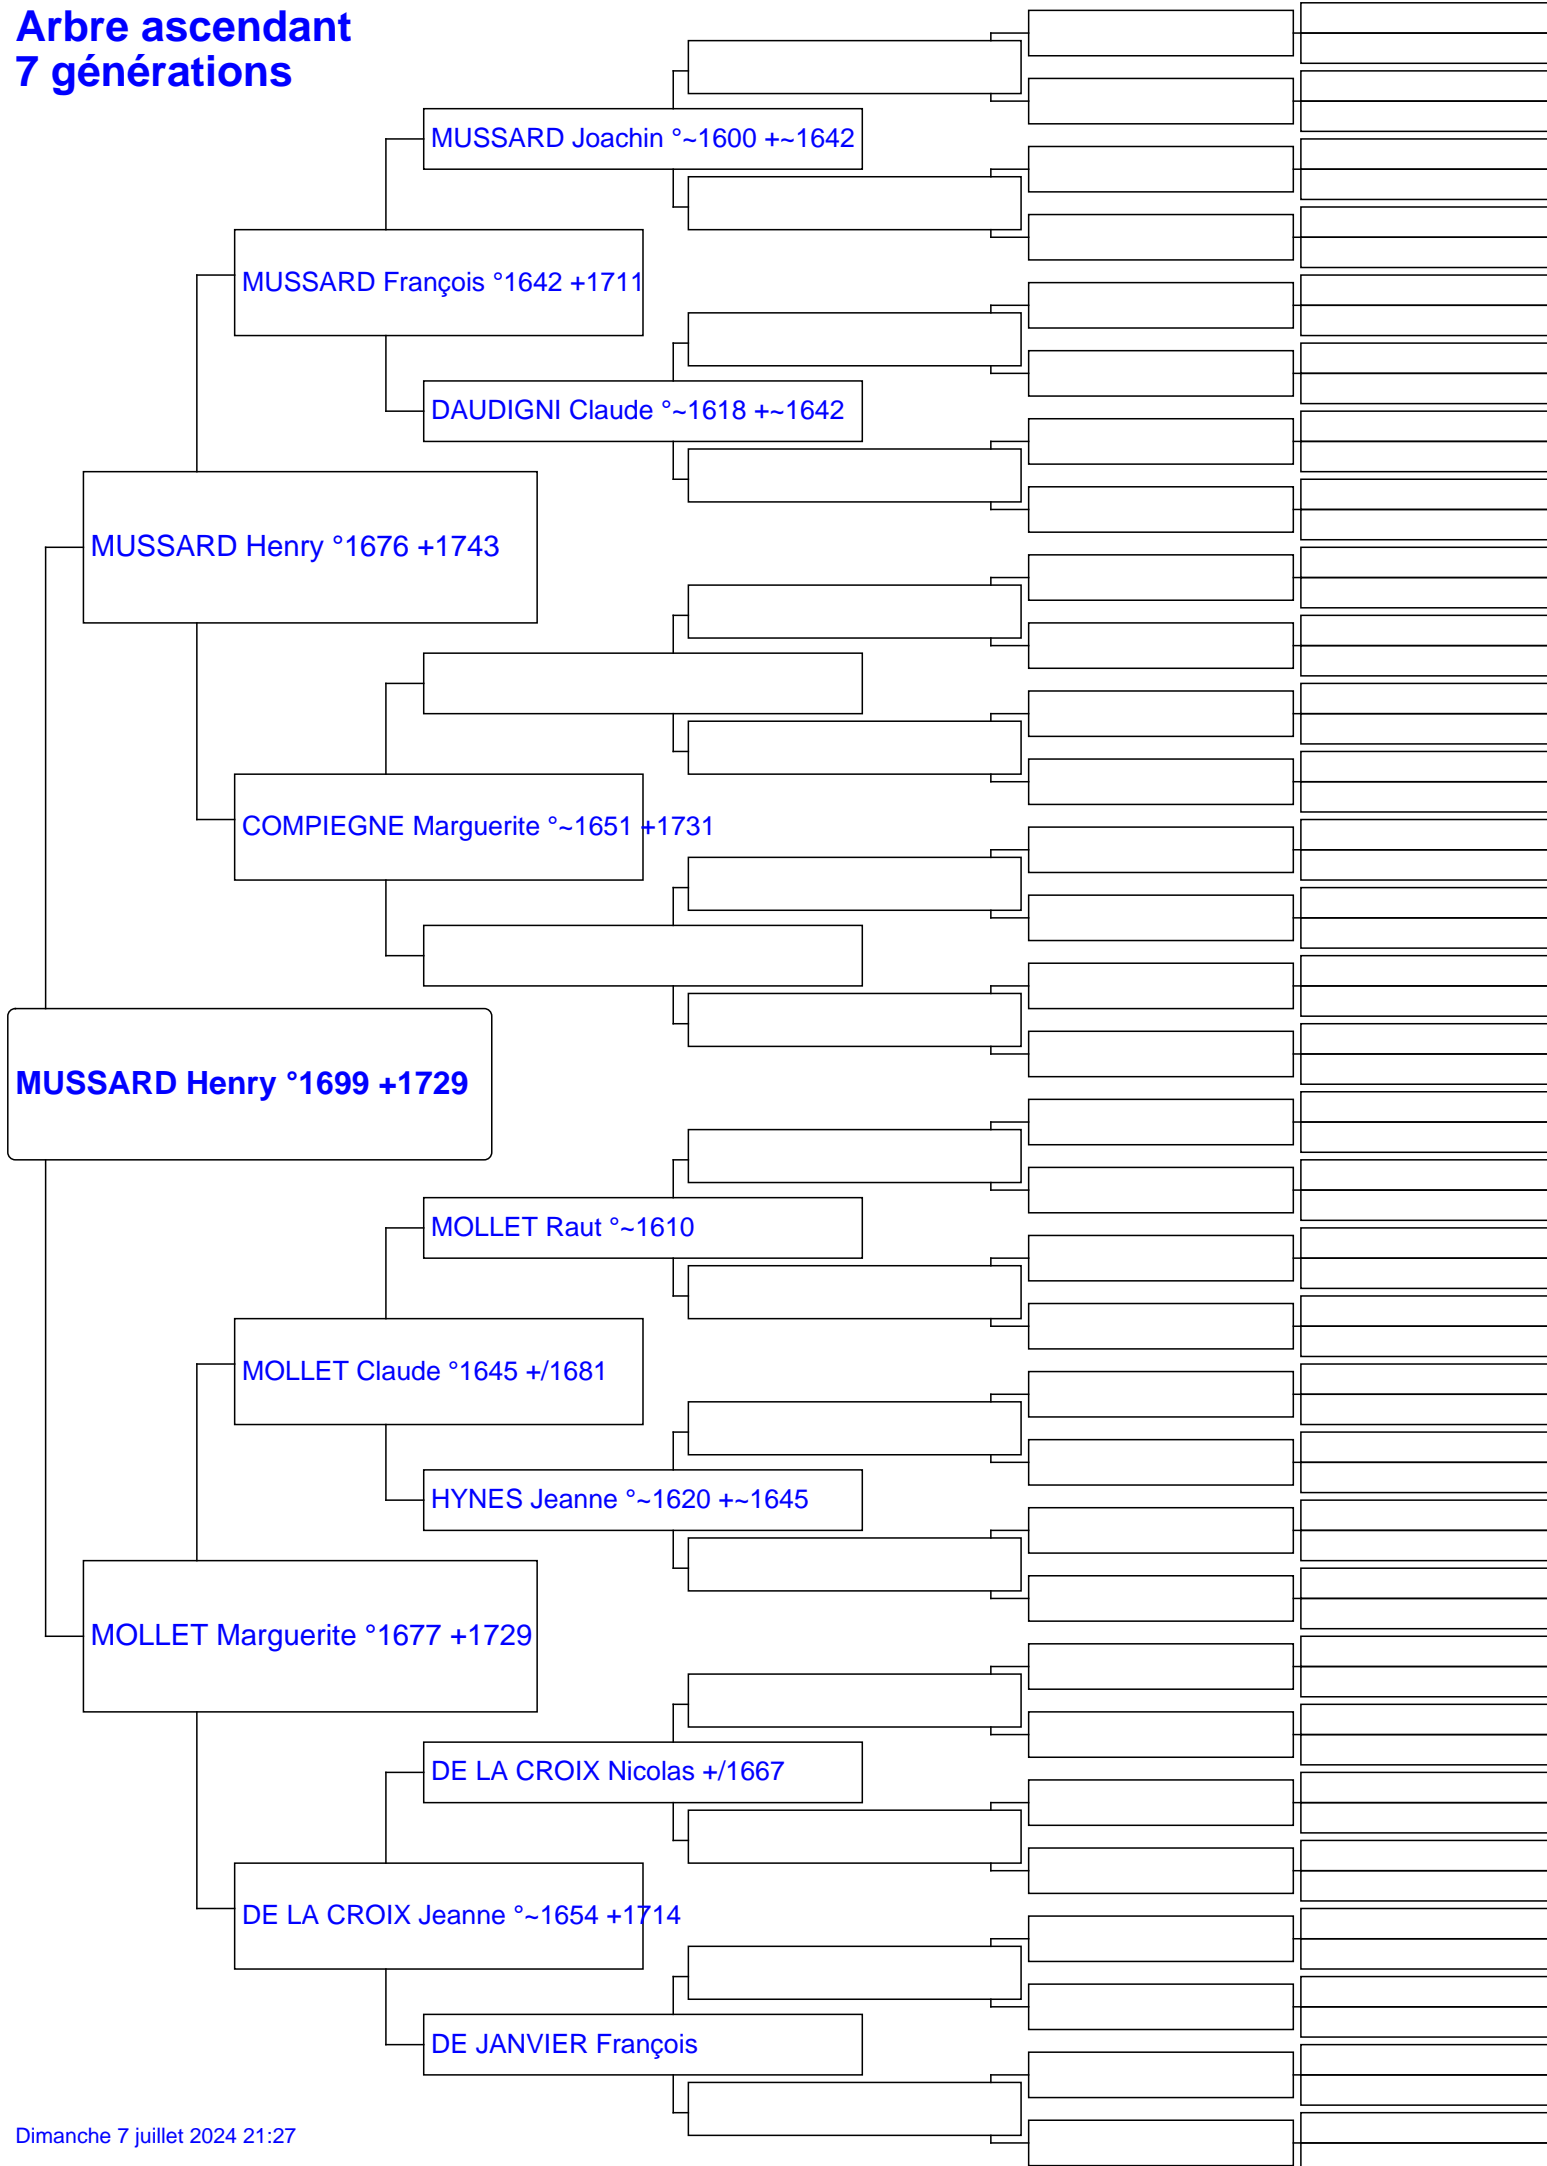 Arbre ascendant
7 générations
MUSSARD Joachin °~1600 +~1642
MUSSARD François °1642 +1711
DAUDIGNI Claude °~1618 +~1642
MUSSARD Henry °1676 +1743
COMPIEGNE Marguerite °~1651 +1731
MUSSARD Henry °1699 +1729
MOLLET Raut °~1610
MOLLET Claude °1645 +/1681
HYNES Jeanne °~1620 +~1645
MOLLET Marguerite °1677 +1729
DE LA CROIX Nicolas +/1667
DE LA CROIX Jeanne °~1654 +1714
DE JANVIER François
Dimanche 7 juillet 2024 21:27